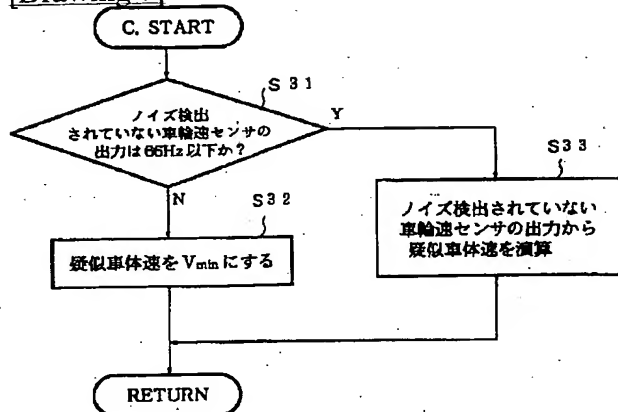 C. START
S31
ノイズ検出
されていない車輪速センサの
出力は66Hz以下か？
Y
N
S32
疑似車体速をVminにする
S33
ノイズ検出されていない
車輪速センサの出力から
疑似車体速を演算
RETURN